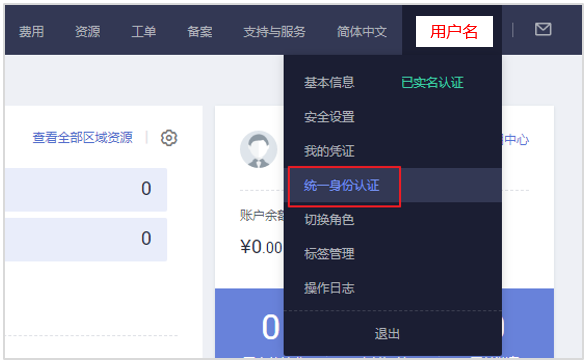 费用 资源 工单 备案 支持与服务 简体中文 用户名
基本信息 已实名认证
安全设置
查看全部区域资源
我的凭证
中心
统一身份认证
0
切换角色
账户余额
¥0.00
标签管理
0
操作日志
0
退出